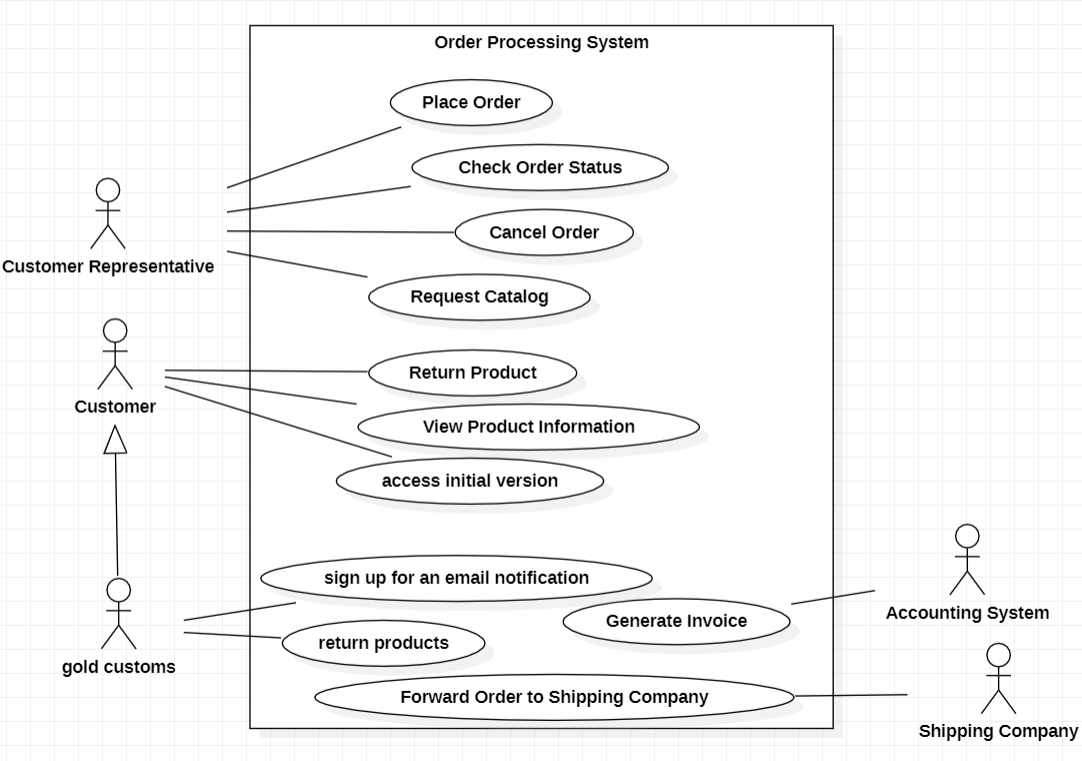 Order Processing System
Place Order
Check Order Status
Cancel Order
Customer Representative
Request Catalog
Return Product
Customer
View Product Information
access initial version
sign up for an email notification
Generate Invoice
Accounting System
return products
gold customs
Forward Order to Shipping Company
Shipping Company